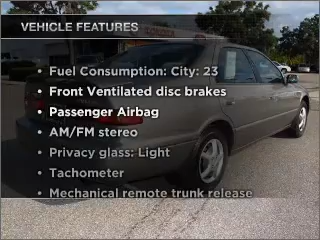 VEHICLE FEATURES
• Fuel Consumption: City: 23
• Front Ventilated disc brakes
• Passenger Airbag
• AM/FM stereo
• Privacy glass: Light
• Tachometer
• Mechanical remote trunk release